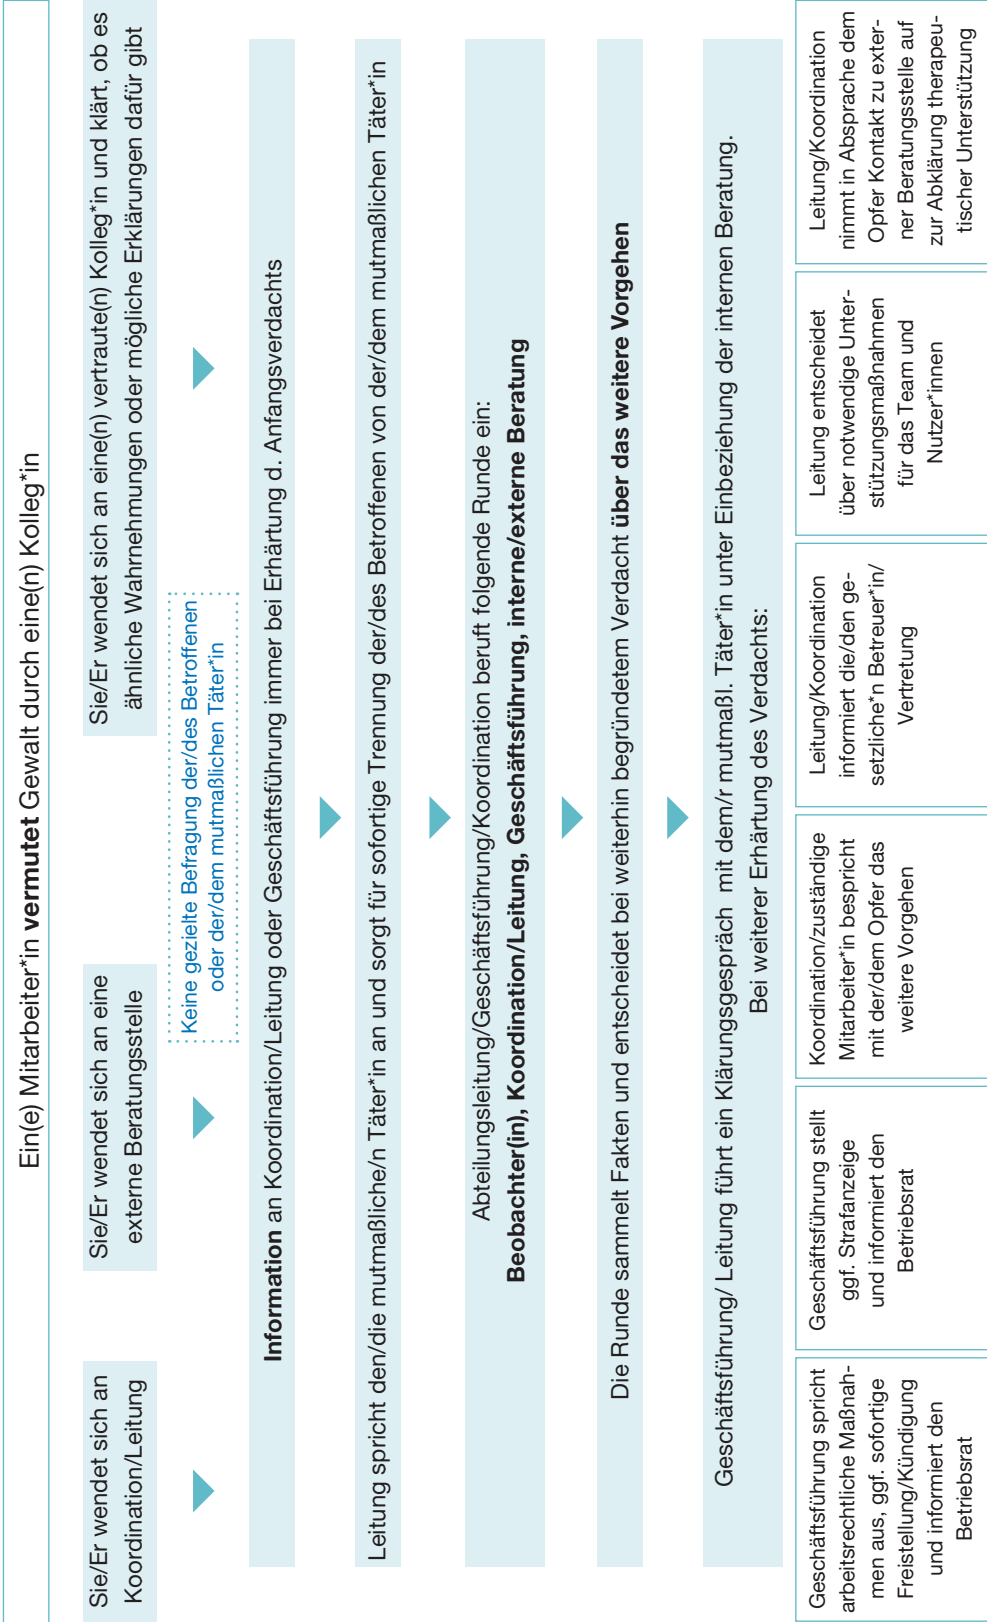 Ein(e) Mitarbeiter*in vermutet Gewalt durch eine(n) Kolleg*in
Sie/Er wendet sich an
Koordination/Leitung
Sie/Er wendet sich an eine
externe Beratungsstelle
Sie/Er wendet sich an eine(n) vertraute(n) Kolleg*in und klärt, ob es
ähnliche Wahrnehmungen oder mögliche Erklärungen dafür gibt
Keine gezielte Befragung der/des Betroffenen
oder der/dem mutmaßlichen Täter*in
Information an Koordination/Leitung oder Geschäftsführung immer bei Erhärtung d. Anfangsverdachts
Leitung spricht den/die mutmaßliche/n Täter*in an und sorgt für sofortige Trennung der/des Betroffenen von der/dem mutmaßlichen Täter*in
Abteilungsleitung/Geschäftsführung/Koordination beruft folgende Runde ein:
Beobachter(in), Koordination/Leitung, Geschäftsführung, interne/externe Beratung
Die Runde sammelt Fakten und entscheidet bei weiterhin begründetem Verdacht über das weitere Vorgehen
Geschäftsführung/ Leitung führt ein Klärungsgespräch mit dem/r mutmaßl. Täter*in unter Einbeziehung der internen Beratung.
Bei weiterer Erhärtung des Verdachts:
Geschäftsführung spricht
arbeitsrechtliche Maßnah-
men aus, ggf. sofortige
Freistellung/Kündigung
und informiert den
Betriebsrat
Geschäftsführung stellt
ggf. Strafanzeige
und informiert den
Betriebsrat
Koordination/zuständige
Mitarbeiter*in bespricht
mit der/dem Opfer das
weitere Vorgehen
Leitung/Koordination
informiert die/den ge-
setzliche*n Betreuer*in/
Vertretung
Leitung entscheidet
über notwendige Unter-
stützungsmaßnahmen
für das Team und
Nutzer*innen
Leitung/Koordination
nimmt in Absprache dem
Opfer Kontakt zu exter-
ner Beratungsstelle auf
zur Abklärung therapeu-
tischer Unterstützung